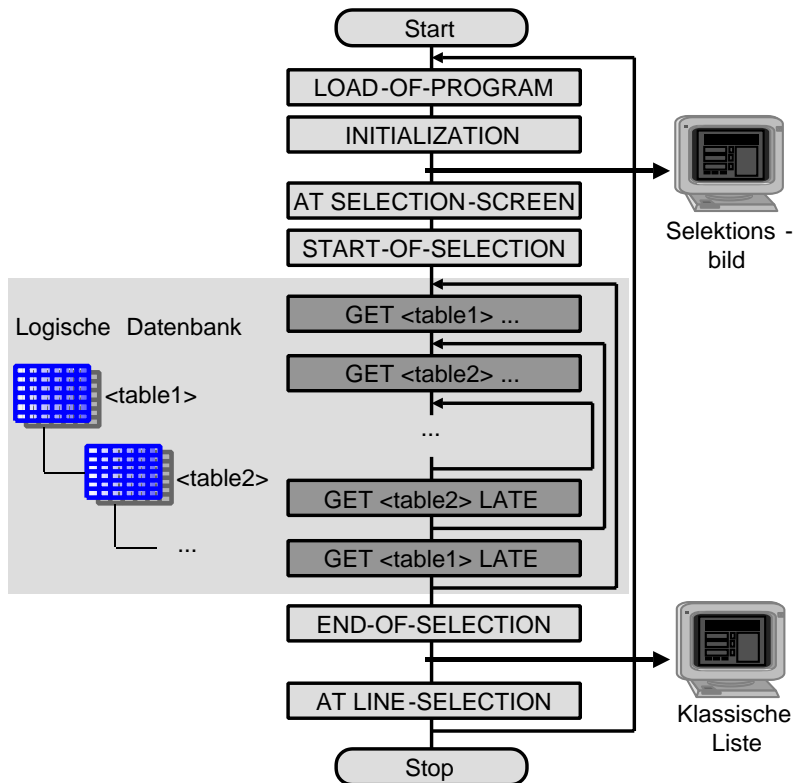 Start
LOAD-OF-PROGRAM
INITIALIZATION
AT SELECTION-SCREEN
Selektions -
bild
START-OF-SELECTION
Logische Datenbank
GET <table1> ...
GET <table2> ...
<table1>
...
<table2>
GET <table2> LATE
...
GET <table1> LATE
END-OF-SELECTION
AT LINE-SELECTION
Klassische
Liste
Stop